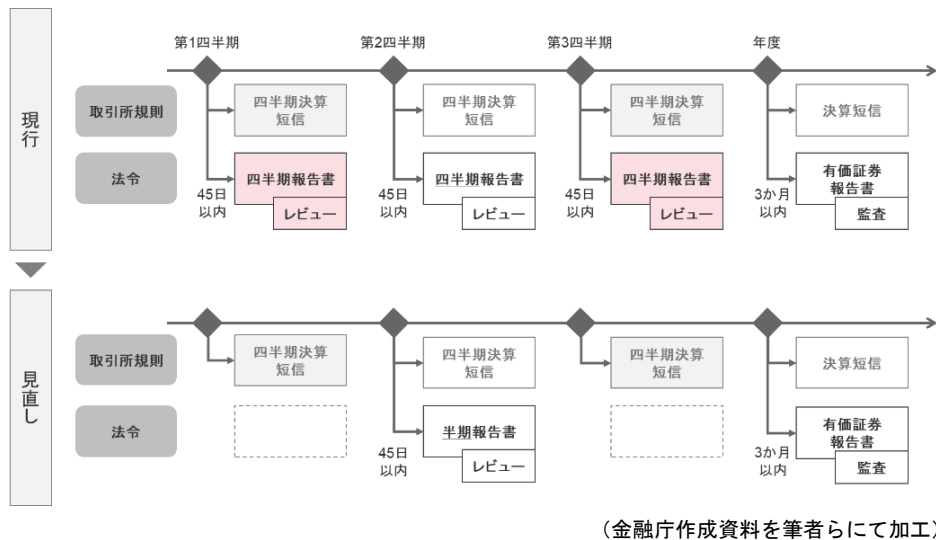 現行
第1四半期
第2四半期
第3四半期
年度
取引所規則
四半期決算
短信
四半期決算
短信
四半期決算
短信
決算短信
法令
45日
以内
四半期報告書
レビュー
45日
以内
四半期報告書
レビュー
45日
以内
四半期報告書
レビュー
3か月
以内
有価証券
報告書
監査
見直し
取引所規則
四半期決算
短信
四半期決算
短信
四半期決算
短信
決算短信
法令
45日
以内
半期報告書
レビュー
3か月
以内
有価証券
報告書
監査
（金融庁作成資料を筆者らにて加工）